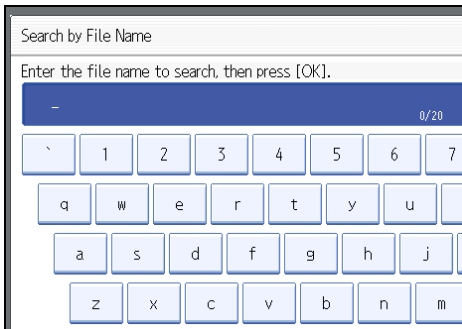 Search by File Name
Enter the file name to search, then press [OK].
_
0/20
` 1 2 3 4 5 6 7
q w e r t y u
a s d f g h j
z x c v b n m